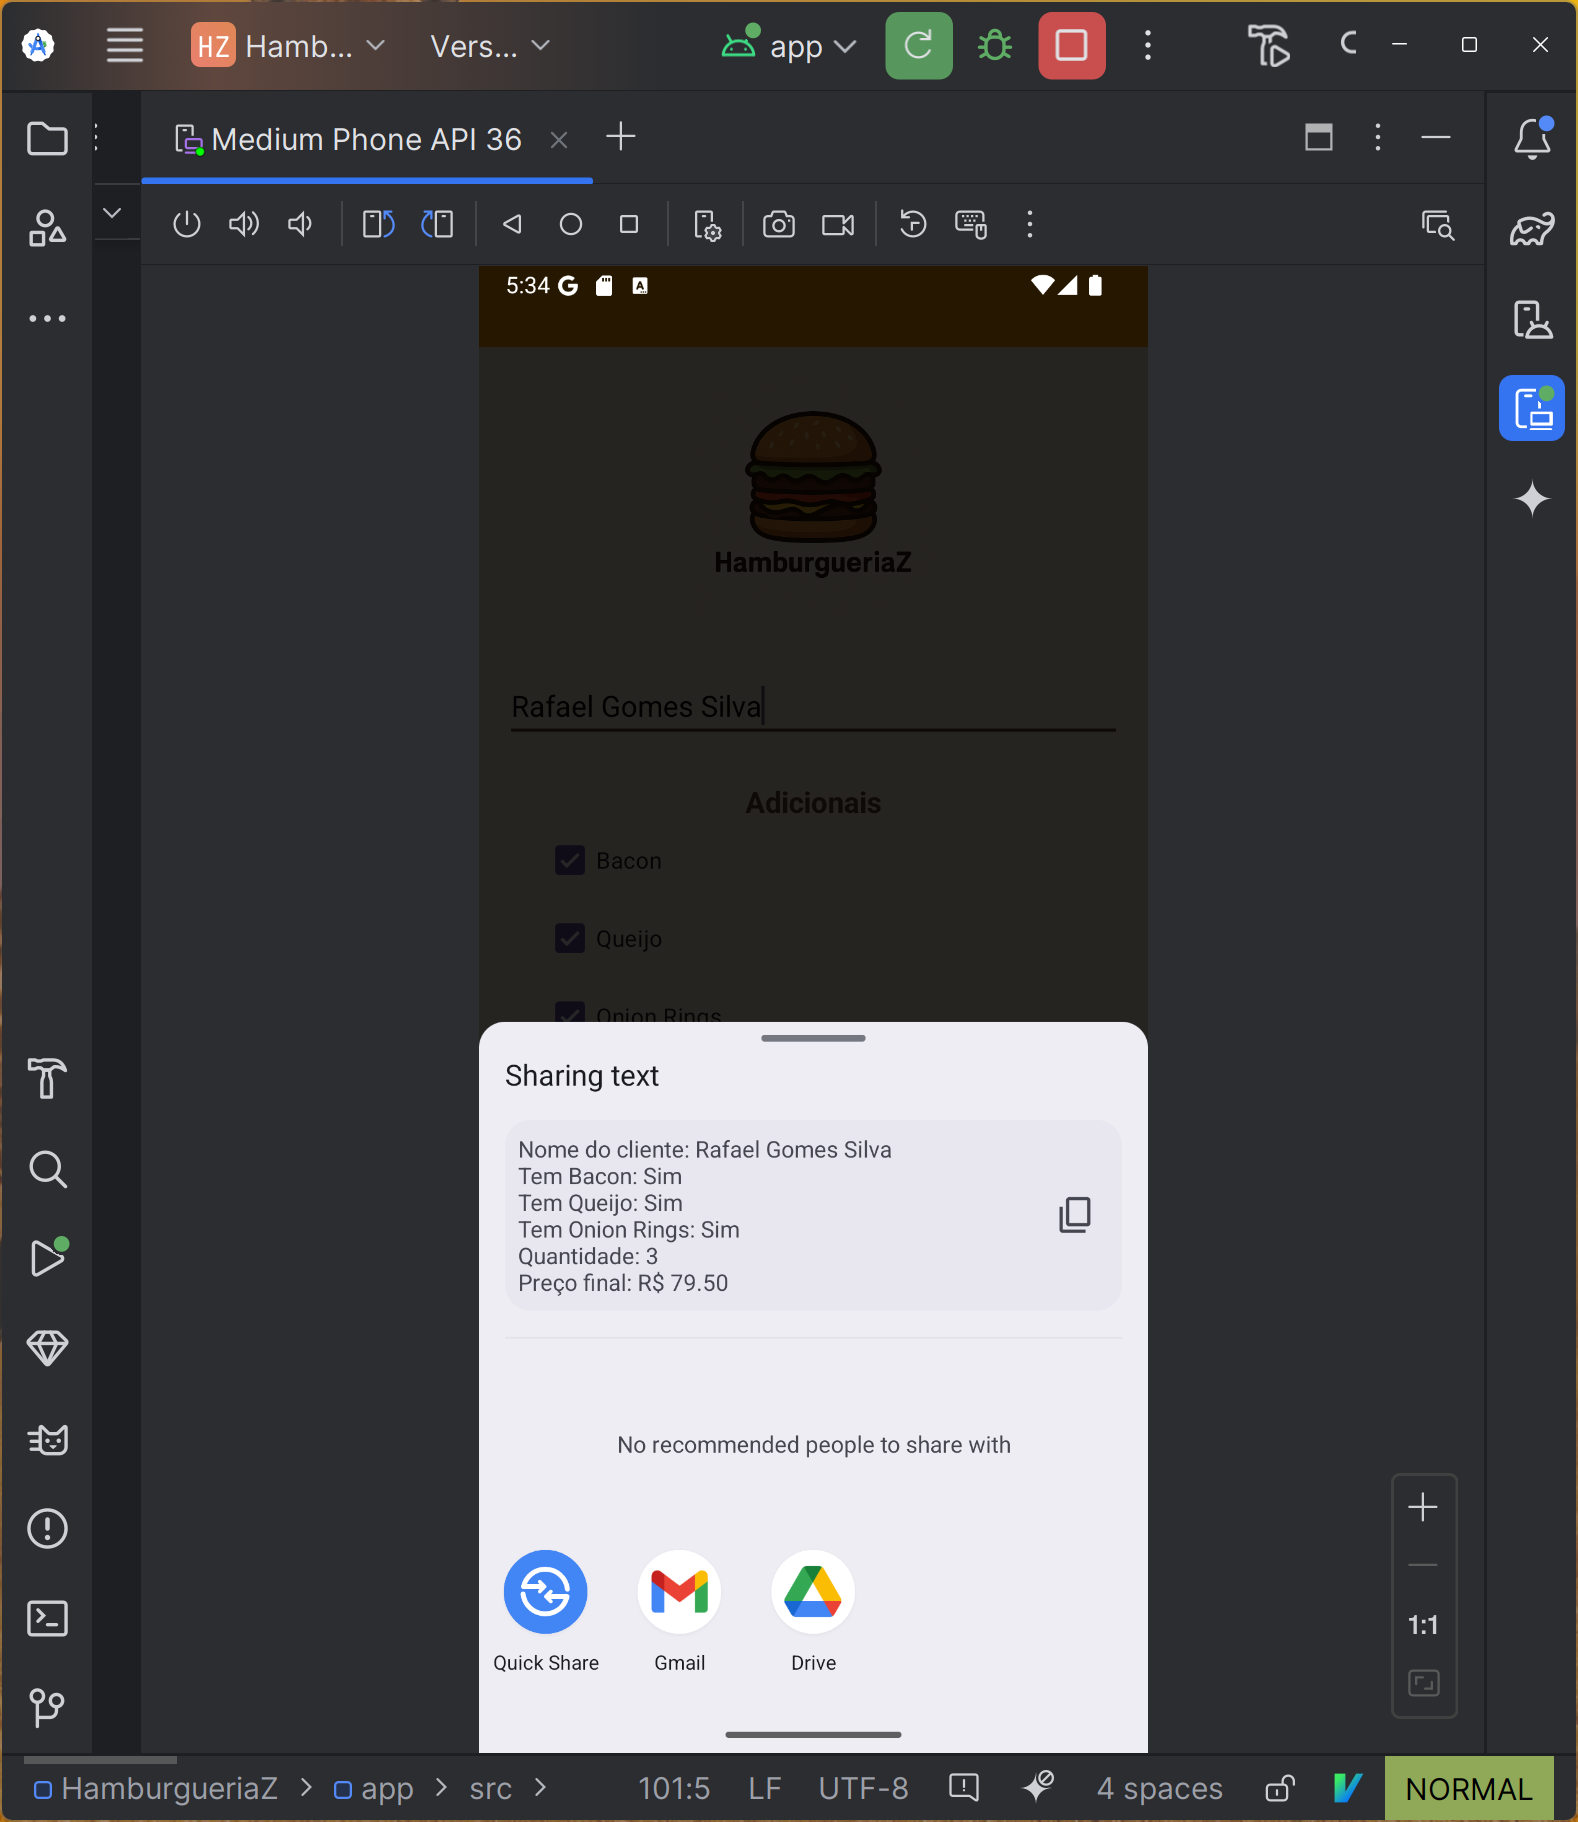 HZ Hamb... Vers... app
Medium Phone API 36
5:34
HamburgueriaZ
Rafael Gomes Silva
Adicionais
Bacon
Queijo
Onion Rings
Sharing text
Nome do cliente: Rafael Gomes Silva
Tem Bacon: Sim
Tem Queijo: Sim
Tem Onion Rings: Sim
Quantidade: 3
Preço final: R$ 79.50
No recommended people to share with
Quick Share Gmail Drive
1:1
HamburgueriaZ > app > src > 101:5 LF UTF-8 4 spaces NORMAL